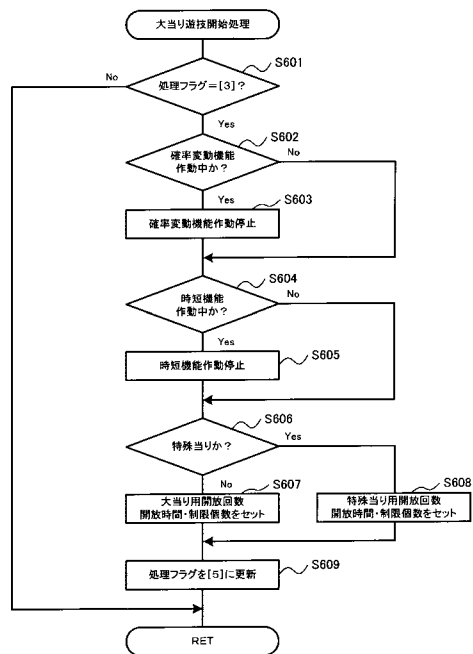 大当り遊技開始処理
S601
No
処理フラグ=[3]?
Yes
S602
No
確率変動機能
作動中か?
Yes
S603
確率変動機能作動停止
S604
No
時短機能
作動中か?
Yes
S605
時短機能作動停止
S606
特殊当りか?
Yes
No
S607
大当り用開放回数
開放時間・制限個数をセット
S608
特殊当り用開放回数
開放時間・制限個数をセット
S609
処理フラグを[5]に更新
RET